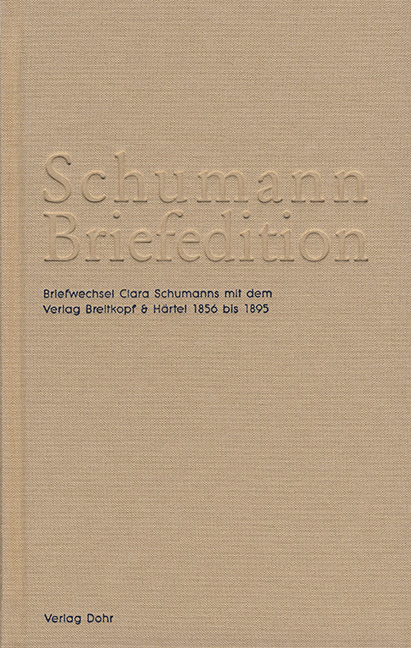 Schumann
Briefedition
Briefwechsel Clara Schumanns mit dem
Verlag Breitkopf & Härtel 1856 bis 1895
Verlag Dohr